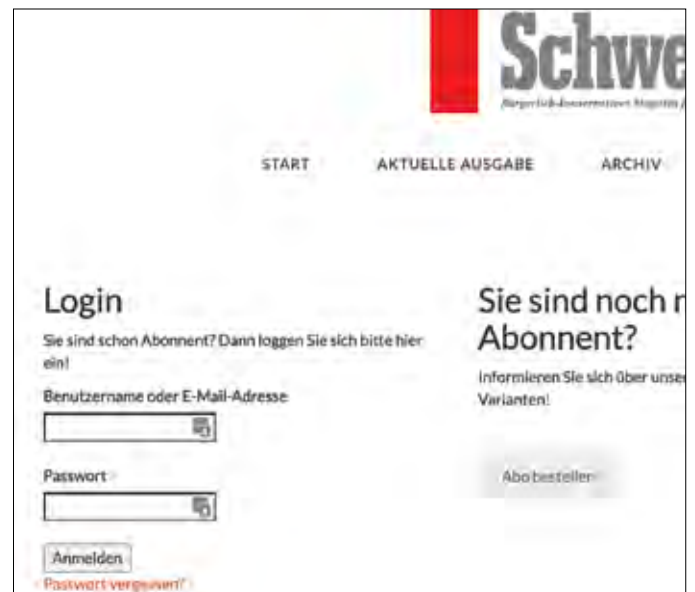 Schwe
START AKTUELLE AUSGABE ARCHIV
Login
Sie sind schon Abonnent? Dann loggen Sie sich bitte hier
ein!
Benutzername oder E-Mail-Adresse
Passwort
Anmelden
Passwort vergessen?
Sie sind noch
Abonnent?
Informieren Sie sich über unse
Varianten!
Abo bestellen